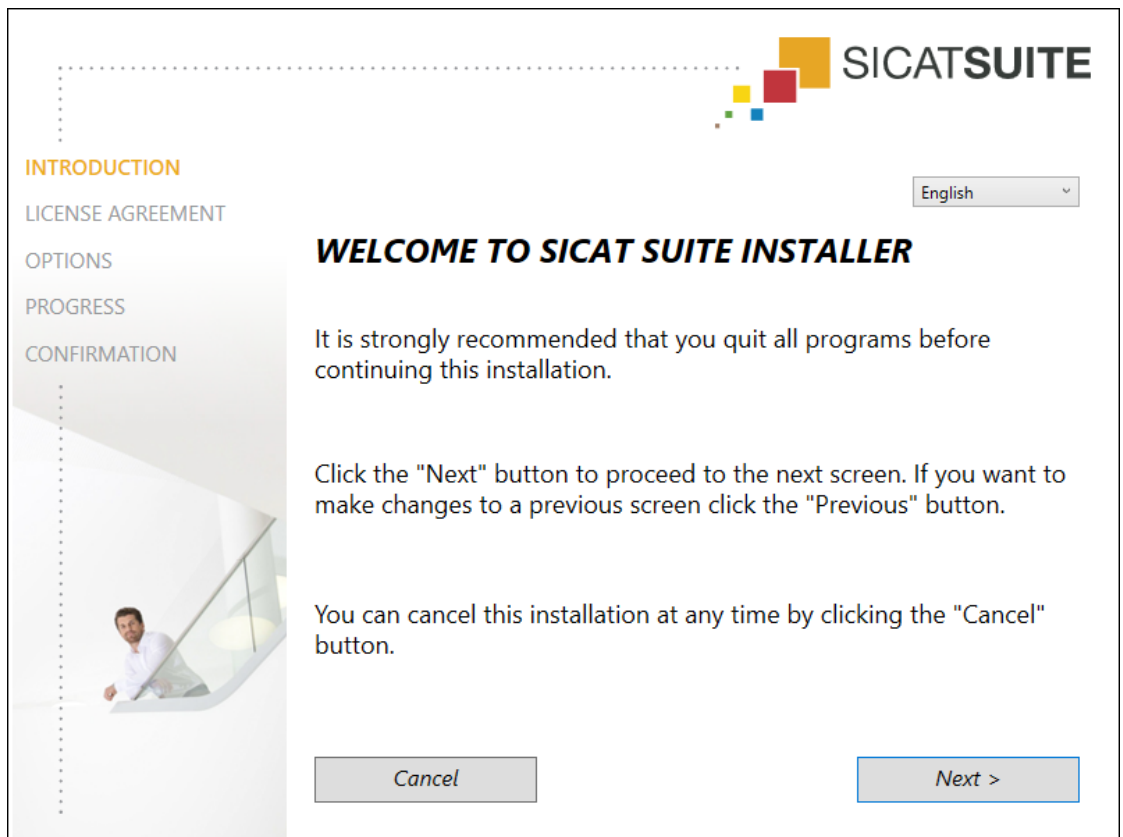 SICATSUITE
INTRODUCTION
LICENSE AGREEMENT
OPTIONS
PROGRESS
CONFIRMATION
English
WELCOME TO SICAT SUITE INSTALLER
It is strongly recommended that you quit all programs before
continuing this installation.
Click the "Next" button to proceed to the next screen. If you want to
make changes to a previous screen click the "Previous" button.
You can cancel this installation at any time by clicking the "Cancel"
button.
Cancel
Next >